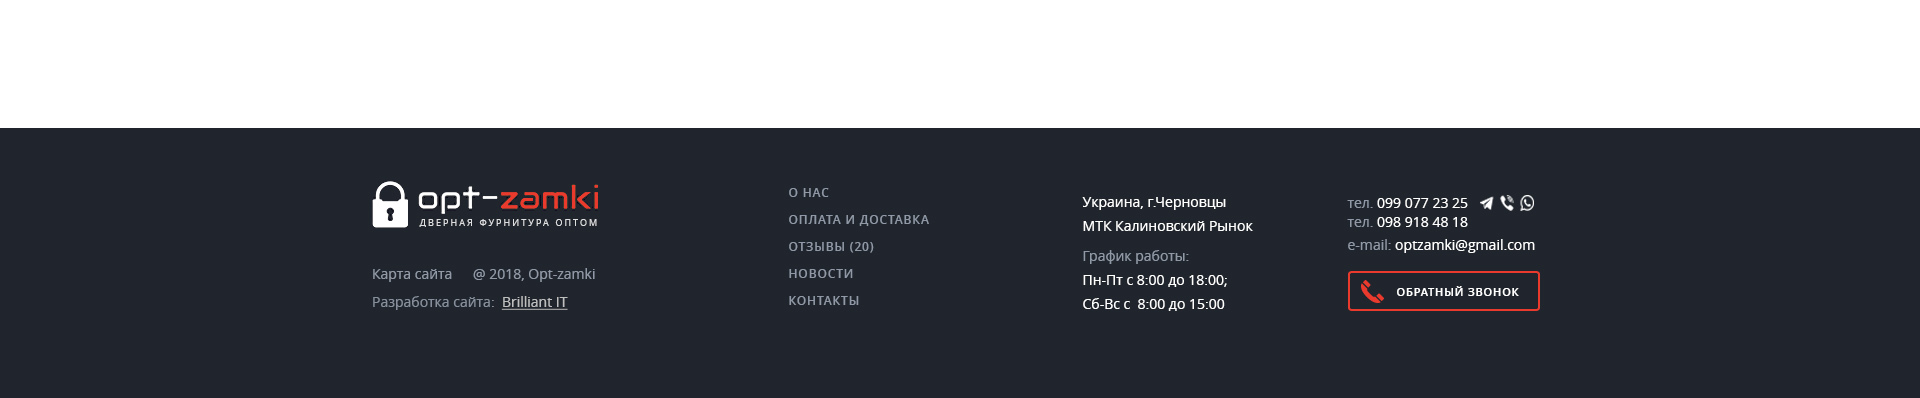 opt-zamki
ДВЕРНАЯ ФУРНИТУРА ОПТОМ
Карта сайта @ 2018, Opt-zamki
Разработка сайта: Brilliant IT
О НАС
ОПЛАТА И ДОСТАВКА
ОТЗЫВЫ (20)
НОВОСТИ
КОНТАКТЫ
Украина, г.Черновцы
МТК Калиновский Рынок
График работы:
Пн-Пт с 8:00 до 18:00;
Сб-Вс с 8:00 до 15:00
тел. 099 077 23 25
тел. 098 918 48 18
e-mail: optzamki@gmail.com
ОБРАТНЫЙ ЗВОНОК